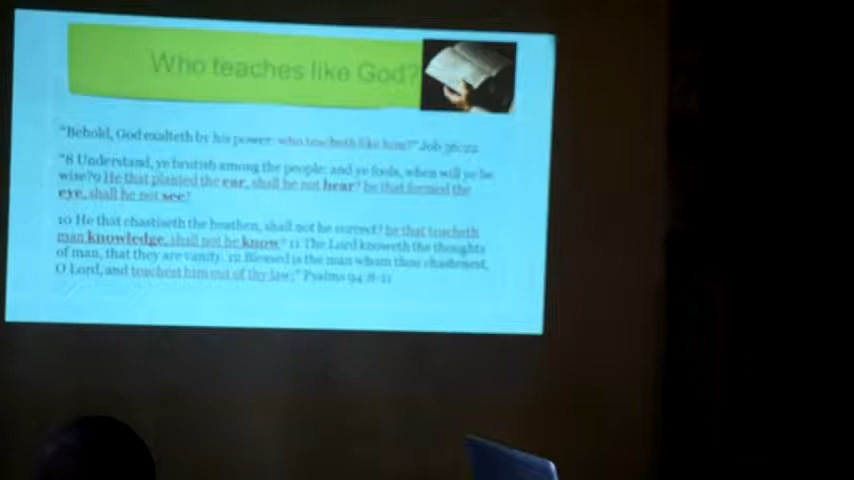 Who teaches like God?
"Behold, God exalteth by his power: who teacheth like him?" Job 36:22
"8 Understand, ye brutish among the people: and ye fools, when will ye be
wise?9 He that planted the ear, shall he not hear? he that formed the
eye, shall he not see?
10 He that chastiseth the heathen, shall not he correct? he that teacheth
man knowledge, shall not he know? 11 The Lord knoweth the thoughts
of man, that they are vanity. 12 Blessed is the man whom thou chastenest,
O Lord, and teachest him out of thy law;" Psalms 94:8-11